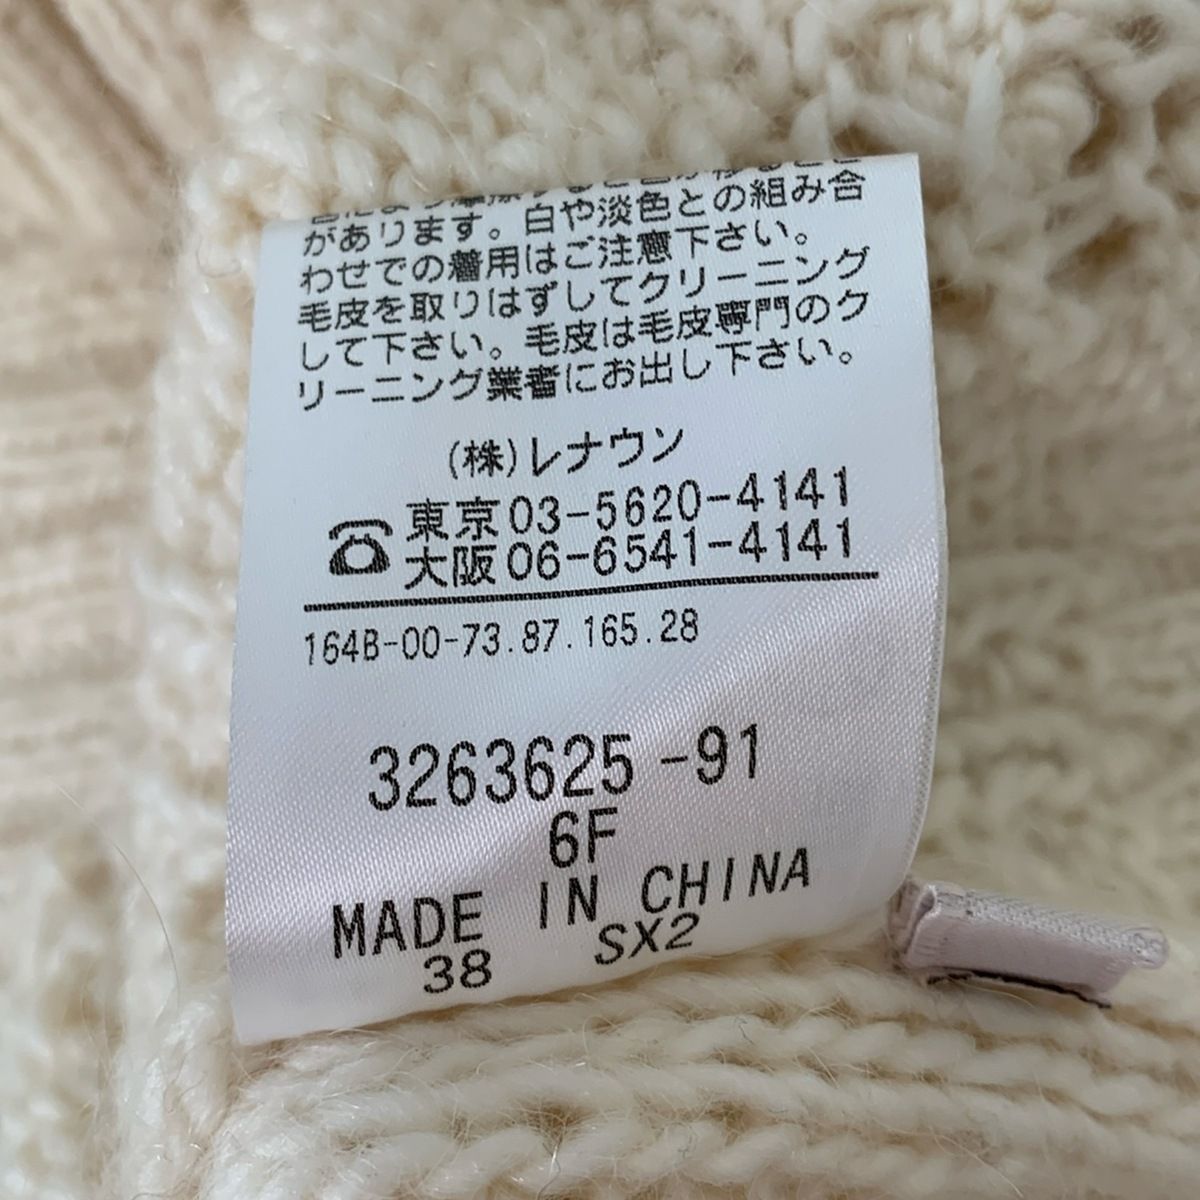 があります。白や淡色との組み合
わせでの着用はご注意下さい。
毛皮を取りはずしてクリーニング
して下さい。毛皮は毛皮専門のク
リーニング業者にお出し下さい。
(株)レナウン
東京03-5620-4141
大阪06-6541-4141
164B-00-73.87.165.28
3263625-91
6F
MADE IN CHINA
38 SX2